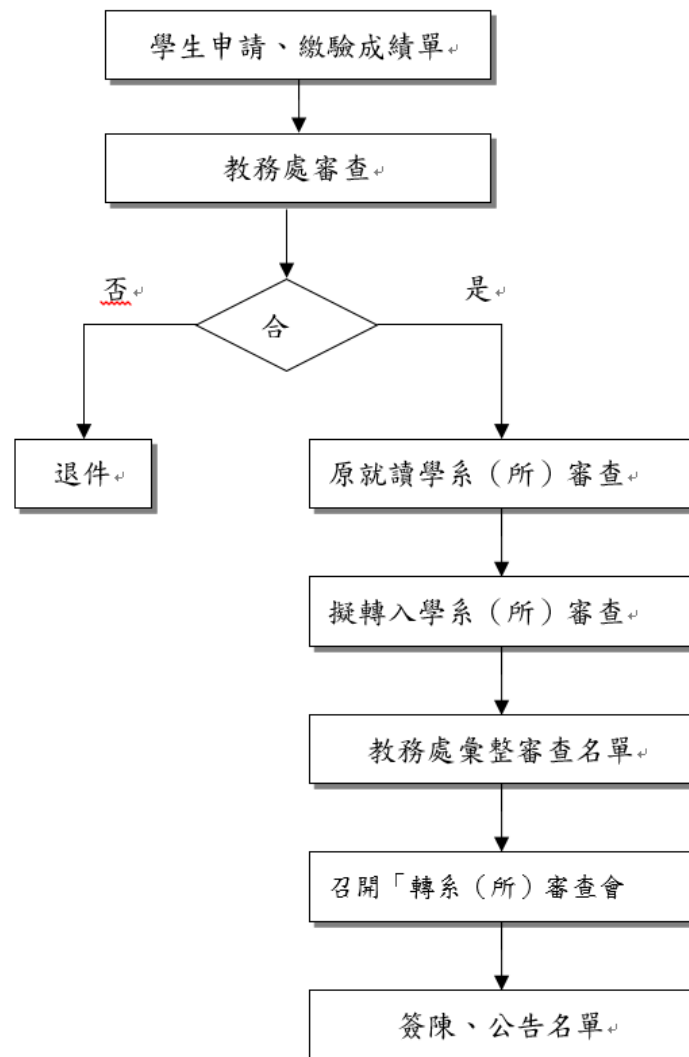 學生申請、繳驗成績單
教務處審查
否
是
合
退件
原就讀學系（所）審查
擬轉入學系（所）審查
教務處彙整審查名單
召開「轉系（所）審查會
簽陳、公告名單